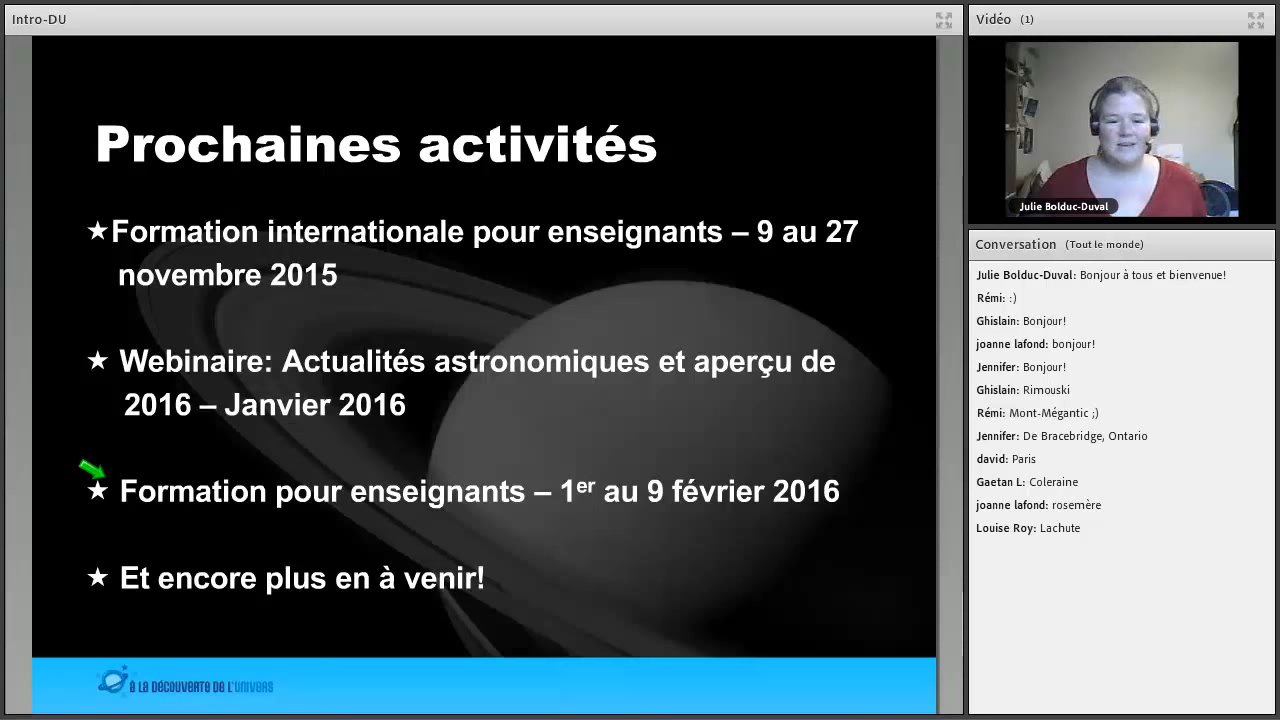 Intro-DU
Prochaines activités
★Formation internationale pour enseignants – 9 au 27
novembre 2015
★ Webinaire: Actualités astronomiques et aperçu de
2016 – Janvier 2016
★ Formation pour enseignants – 1er au 9 février 2016
★ Et encore plus en à venir!
À LA DÉCOUVERTE DE L'UNIVERS
Vidéo (1)
Julie Bolduc-Duval
Conversation (Tout le monde)
Julie Bolduc-Duval: Bonjour à tous et bienvenue!
Rémi: :)
Ghislain: Bonjour!
joanne lafond: bonjour!
Jennifer: Bonjour!
Ghislain: Rimouski
Rémi: Mont-Mégantic ;)
Jennifer: De Bracebridge, Ontario
david: Paris
Gaetan L: Coleraine
joanne lafond: rosemère
Louise Roy: Lachute